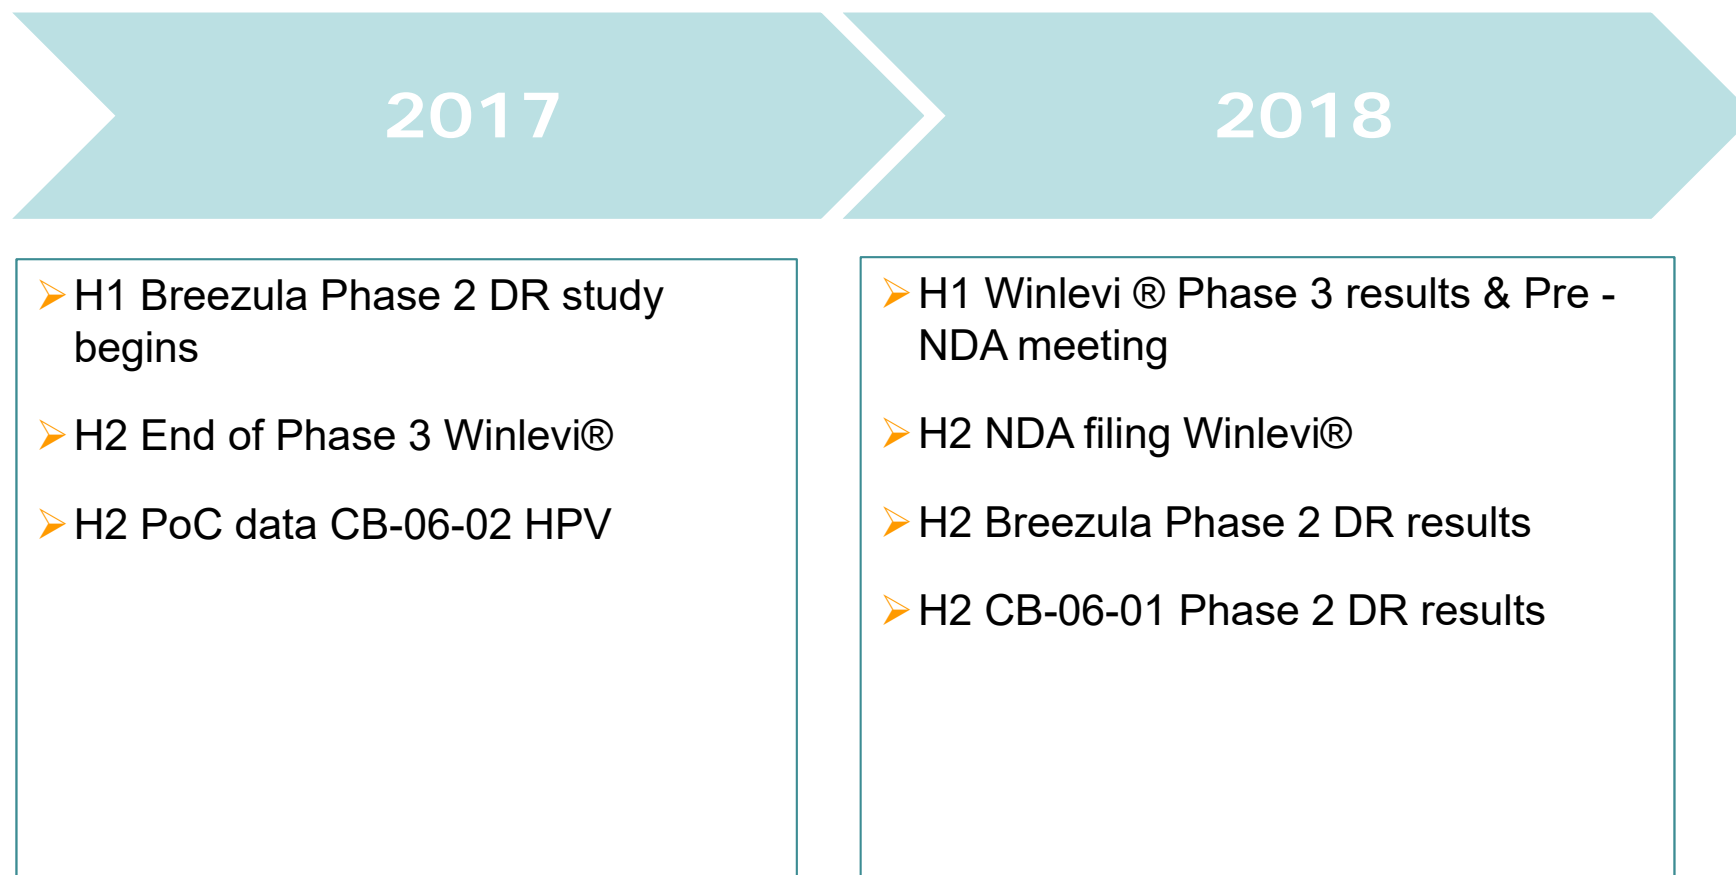 2017
H1 Breezula Phase 2 DR study
begins
H2 End of Phase 3 Winlevi®
H2 PoC data CB-06-02 HPV
2018
H1 Winlevi ® Phase 3 results & Pre -
NDA meeting
H2 NDA filing Winlevi®
H2 Breezula Phase 2 DR results
H2 CB-06-01 Phase 2 DR results